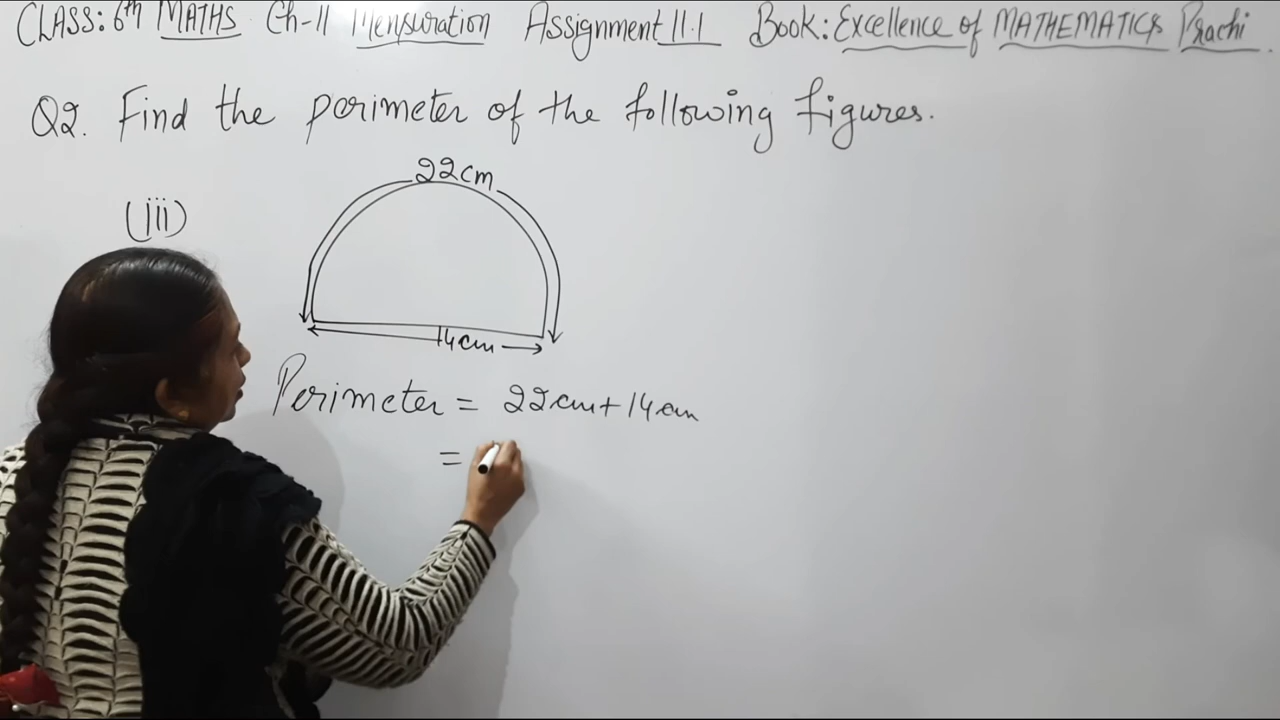 CLASS: 6th MATHS Ch-11 Mensuration Assignment 11.1 Book: Excellence of MATHEMATICS Prachi
Q2. Find the perimeter of the following figures.
(iii)
22cm
14cm
Perimeter = 22cm+14cm
=